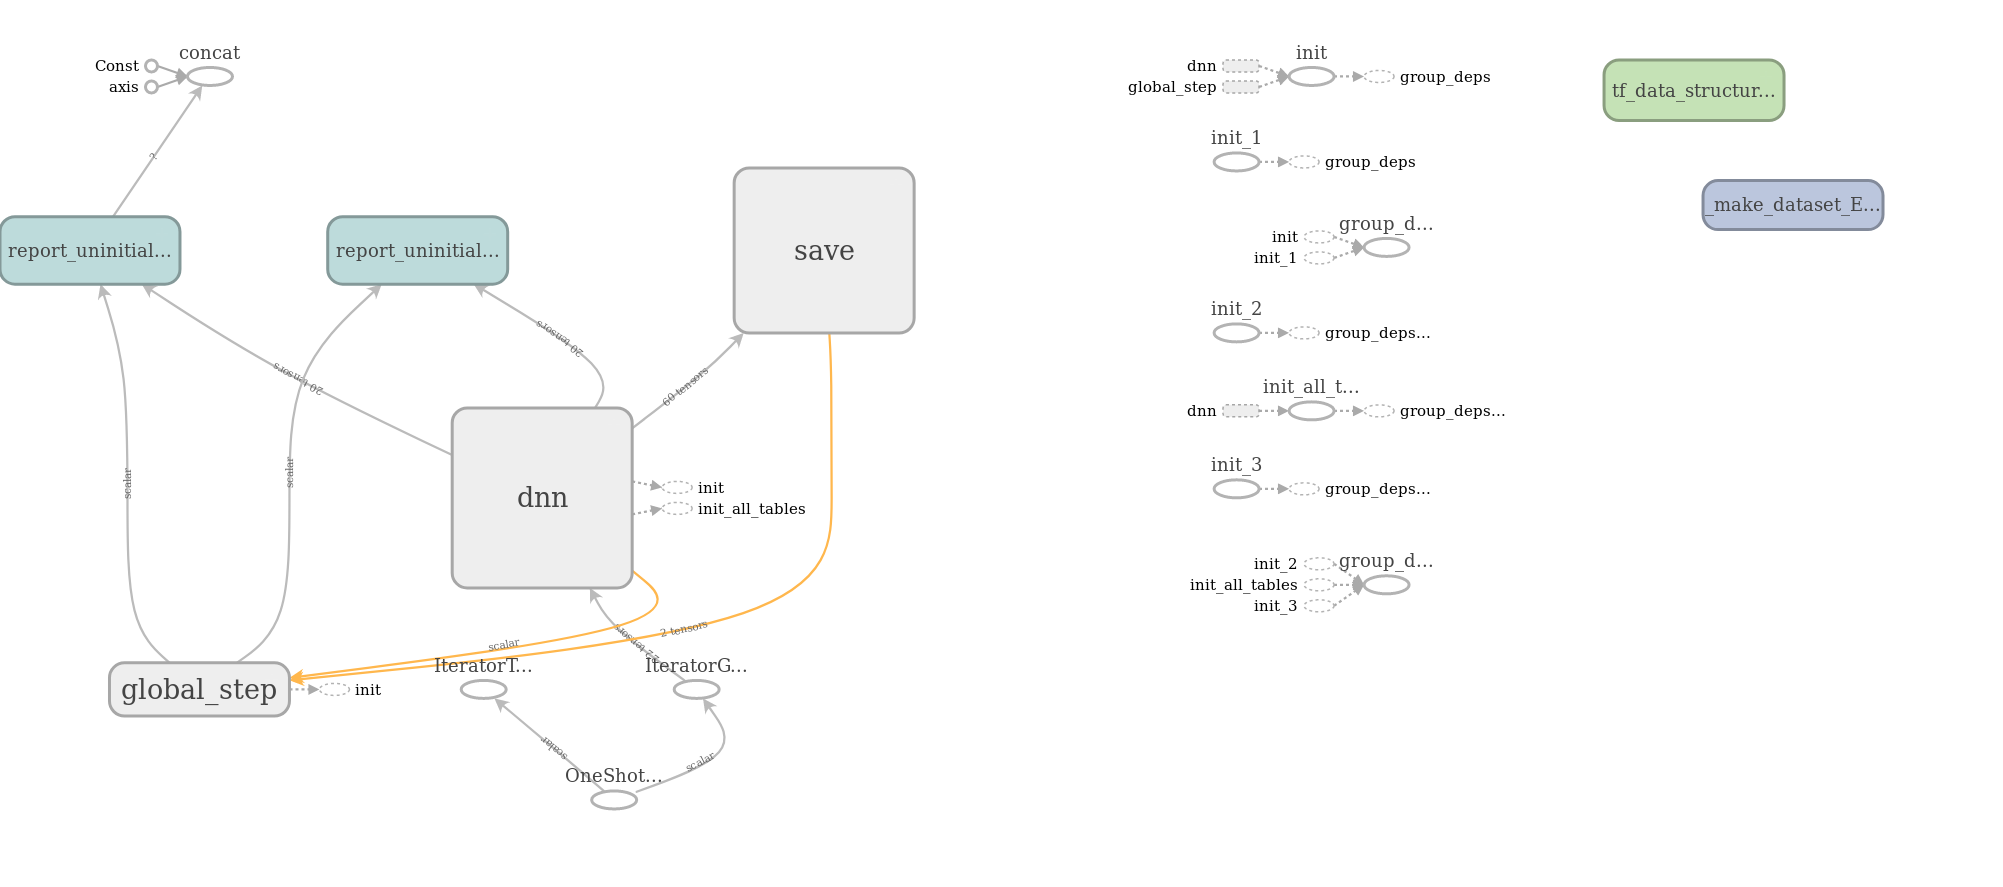 concat
Const
axis
?
report_uninitial...
report_uninitial...
save
20 tensors
20 tensors
60 tensors
scalar
scalar
dnn
init
init_all_tables
scalar
2 tensors
22 tensors
global_step
init
IteratorT...
IteratorG...
scalar
scalar
OneShot...
init
dnn
global_step
group_deps
init_1
group_deps
group_d...
init
init_1
init_2
group_deps...
init_all_t...
dnn
group_deps...
init_3
group_deps...
group_d...
init_2
init_all_tables
init_3
tf_data_structur...
_make_dataset_E...